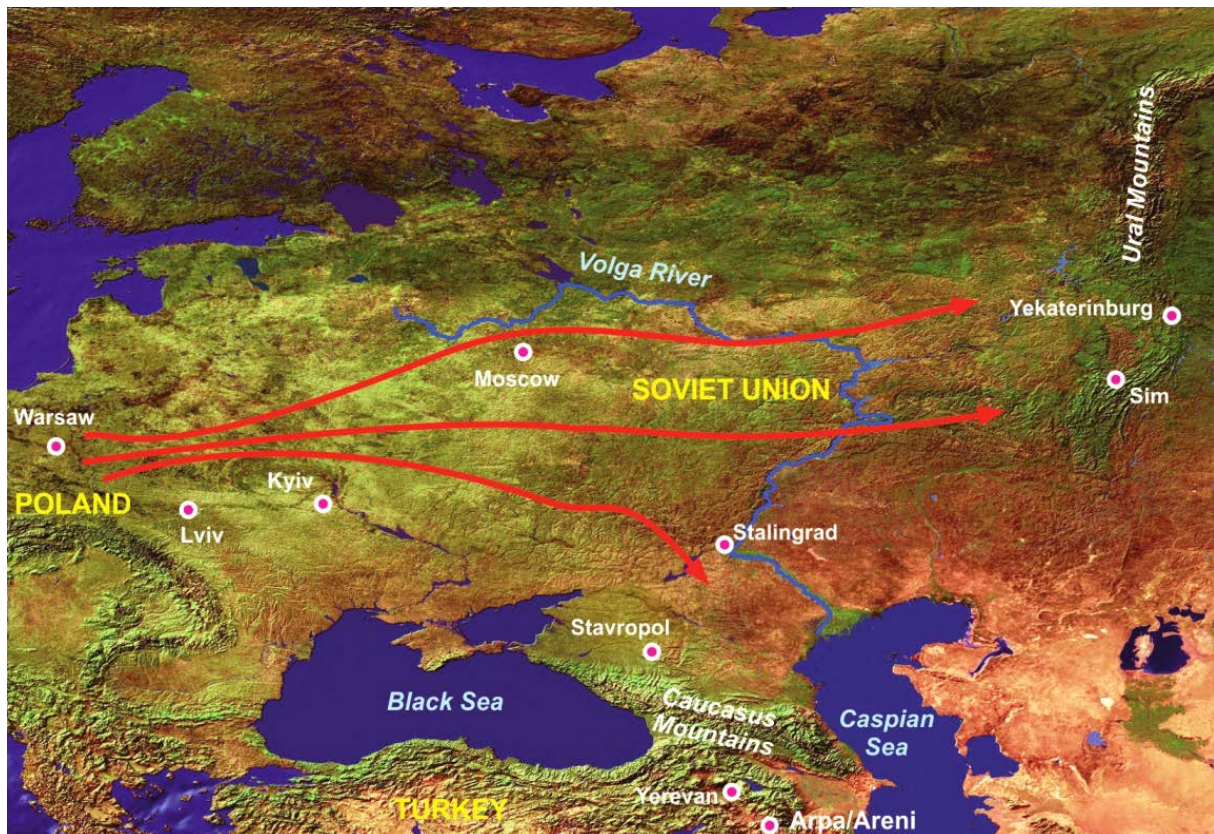 Ural Mountains
Volga River
Yekaterinburg
Moscow
SOVIET UNION
Sim
Warsaw
Kyiv
POLAND
Lviv
Stalingrad
Stavropol
Black Sea
Caucasus
Mountains
Caspian
Sea
Yerevan
TURKEY
Arpa/Areni